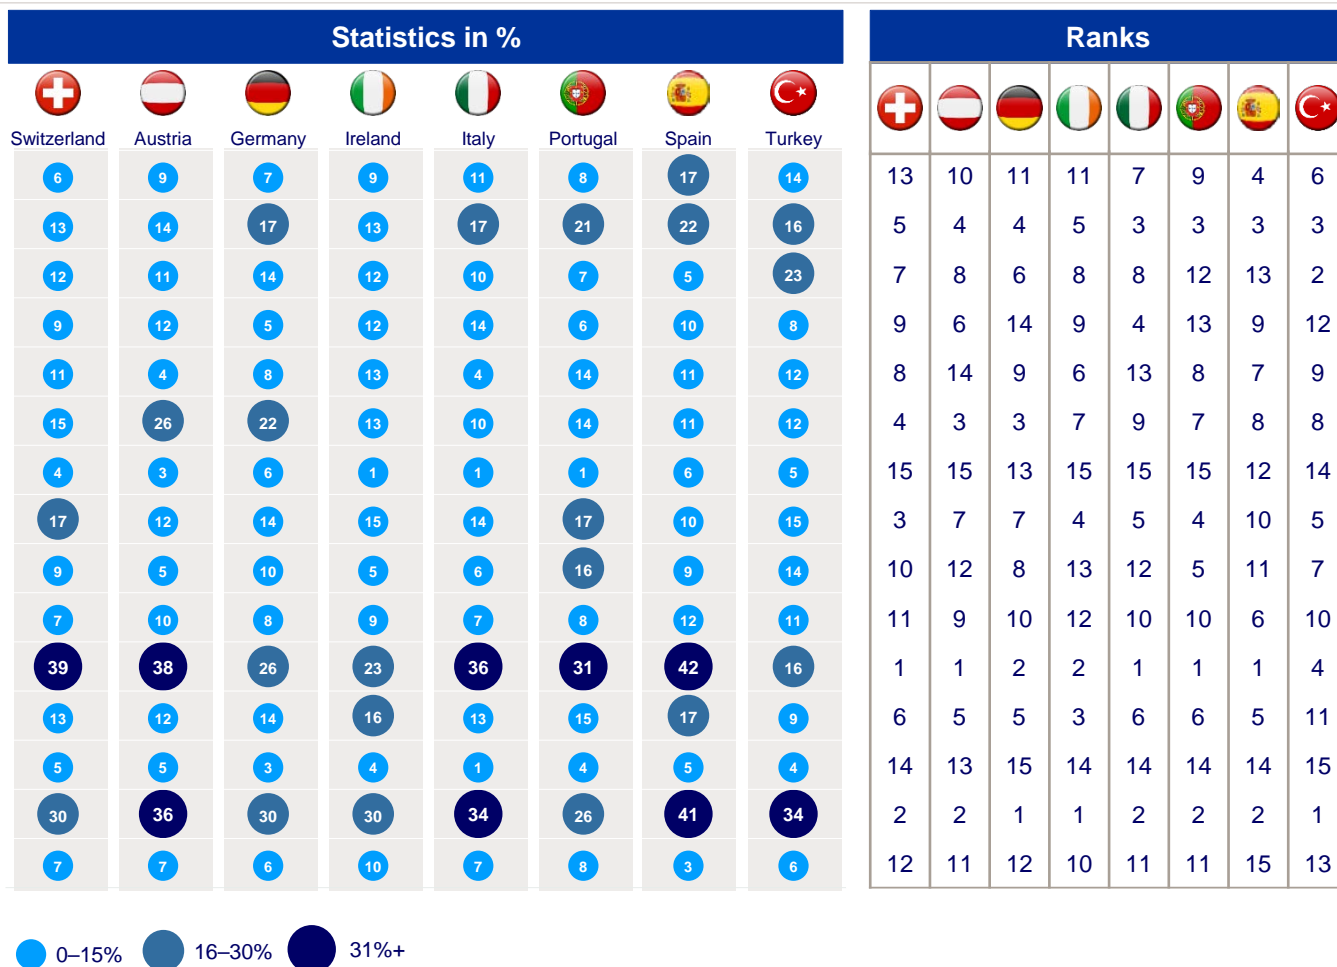 Statistics in % Ranks
Switzerland Austria Germany Ireland Italy Portugal Spain Turkey
6 9 7 9 11 8 17 14 13 10 11 11 7 9 4 6
13 14 17 13 17 21 22 16 5 4 4 5 3 3 3 3
12 11 14 12 10 7 5 23 7 8 6 8 8 12 13 2
9 12 5 12 14 6 10 8 9 6 14 9 4 13 9 12
11 4 8 13 4 14 11 12 8 14 9 6 13 8 7 9
15 26 22 13 10 14 11 12 4 3 3 7 9 7 8 8
4 3 6 1 1 1 6 5 15 15 13 15 15 15 12 14
17 12 14 15 14 17 10 15 3 7 7 4 5 4 10 5
9 5 10 5 6 16 9 14 10 12 8 13 12 5 11 7
7 10 8 9 7 8 12 11 11 9 10 12 10 10 6 10
39 38 26 23 36 31 42 16 1 1 2 2 1 1 1 4
13 12 14 16 13 15 17 9 6 5 5 3 6 6 5 11
5 5 3 4 1 4 5 4 14 13 15 14 14 14 14 15
30 36 30 30 34 26 41 34 2 2 1 1 2 2 2 1
7 7 6 10 7 8 3 6 12 11 12 10 11 11 15 13
0–15% 16–30% 31%+